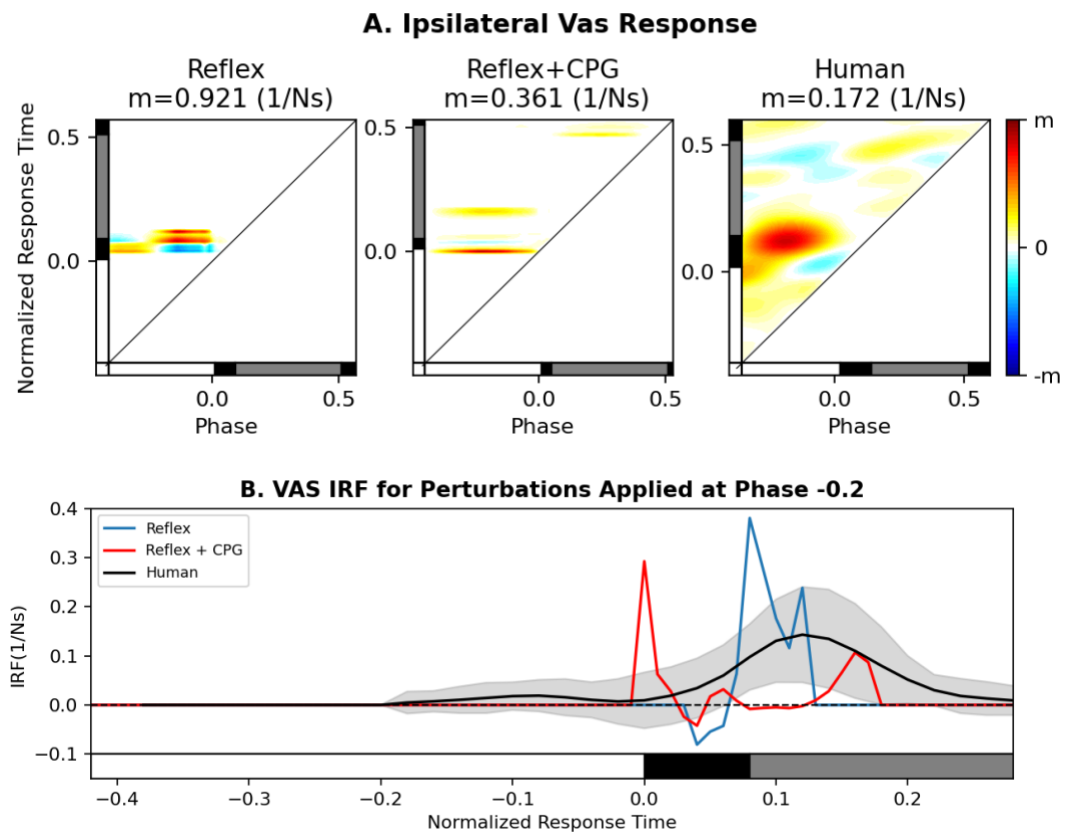 A. Ipsilateral Vas Response
Reflex
m=0.921 (1/Ns)
Reflex+CPG
m=0.361 (1/Ns)
Human
m=0.172 (1/Ns)
Normalized Response Time
0.5
0.0
0.0
0.5
Phase
0.5
0.0
0.0
0.5
Phase
0.5
0.0
0.0
0.5
Phase
m
0
-m
B. VAS IRF for Perturbations Applied at Phase -0.2
IRF(1/Ns)
0.4
0.3
0.2
0.1
0.0
−0.1
Reflex
Reflex + CPG
Human
−0.4
−0.3
−0.2
−0.1
0.0
0.1
0.2
Normalized Response Time